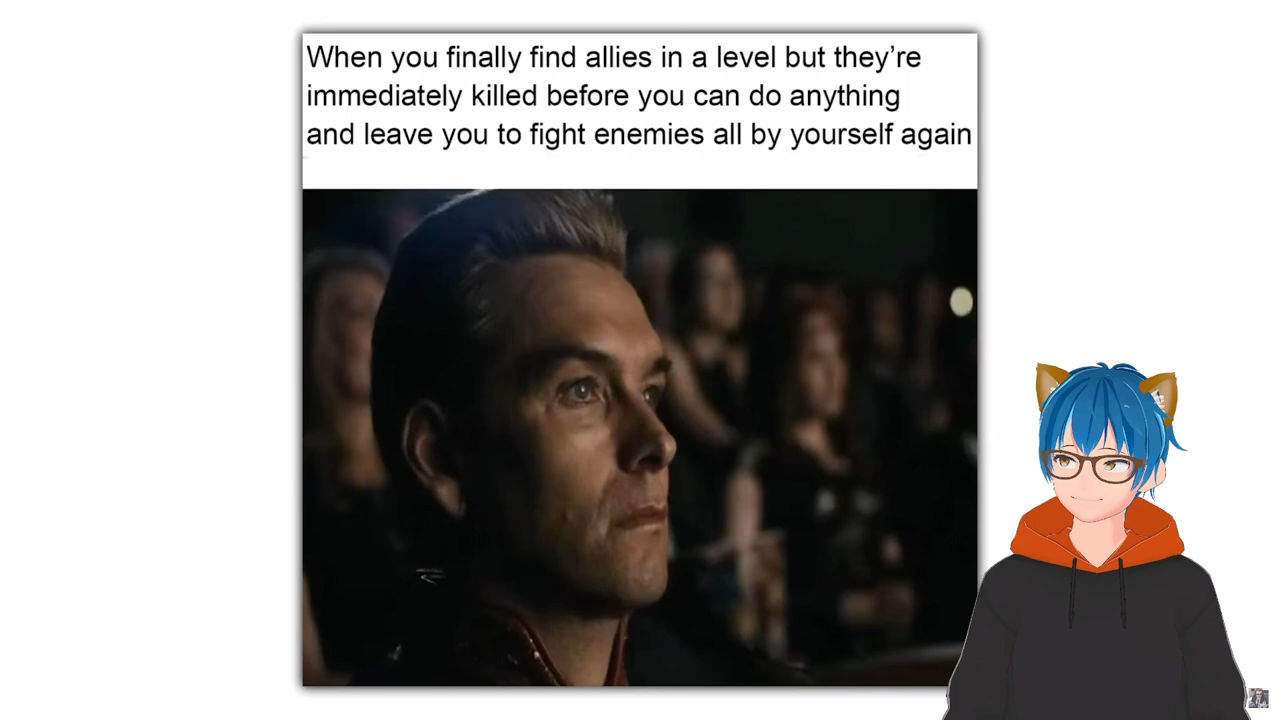 When you finally find allies in a level but they’re
immediately killed before you can do anything
and leave you to fight enemies all by yourself again